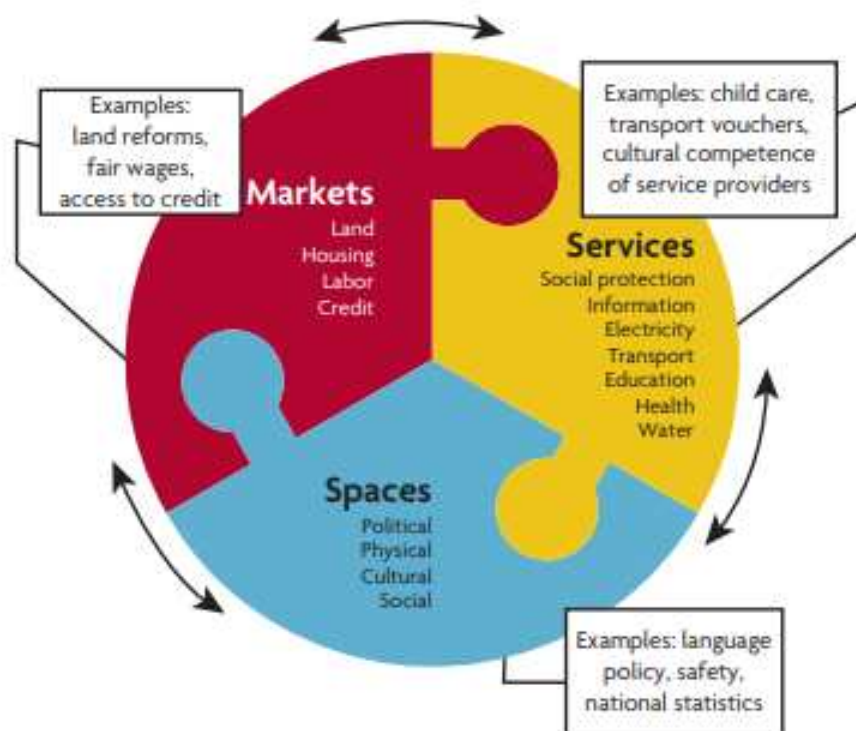 Examples:
land reforms,
fair wages,
access to credit
Markets
Land
Housing
Labor
Credit
Examples: child care,
transport vouchers,
cultural competence
of service providers
Services
Social protection
Information
Electricity
Transport
Education
Health
Water
Spaces
Political
Physical
Cultural
Social
Examples: language
policy, safety,
national statistics